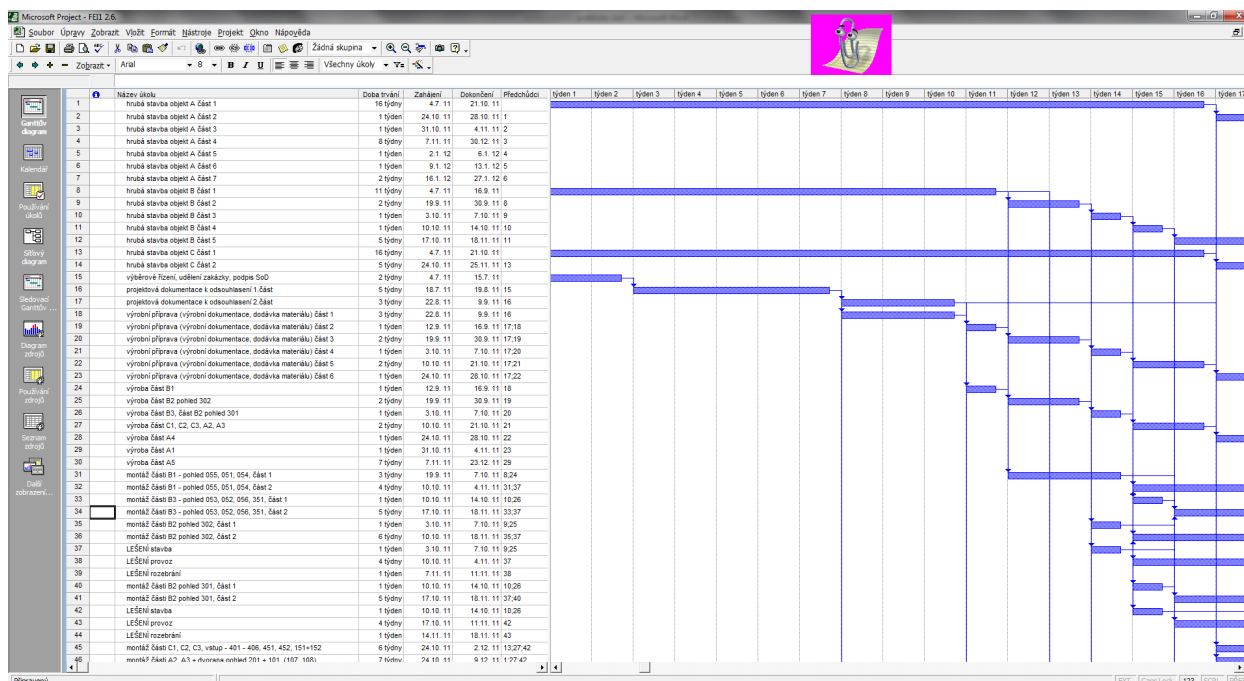 Microsoft Project - FEI1 2.6.
Soubor Úpravy Zobrazit Vložit Formát Nástroje Projekt Okno Nápověda
Žádná skupina
Zobrazit Arial 8 B I U Všechny úkoly
Název úkolu Doba trvání Zahájení Dokončení Předchůdci týden 1 týden 2 týden 3 týden 4 týden 5 týden 6 týden 7 týden 8 týden 9 týden 10 týden 11 týden 12 týden 13 týden 14 týden 15 týden 16 týden 17
1 hrubá stavba objekt A část 1 16 týdny 4.7. 11 21.10. 11
2 hrubá stavba objekt A část 2 1 týden 24.10. 11 28.10. 11 1
3 hrubá stavba objekt A část 3 1 týden 31.10. 11 4.11. 11 2
4 hrubá stavba objekt A část 4 8 týdny 7.11. 11 30.12. 11 3
5 hrubá stavba objekt A část 5 1 týden 2.1. 12 6.1. 12 4
6 hrubá stavba objekt A část 6 1 týden 9.1. 12 13.1. 12 5
7 hrubá stavba objekt A část 7 2 týdny 16.1. 12 27.1. 12 6
8 hrubá stavba objekt B část 1 11 týdny 4.7. 11 16.9. 11
9 hrubá stavba objekt B část 2 2 týdny 19.9. 11 30.9. 11 8
10 hrubá stavba objekt B část 3 1 týden 3.10. 11 7.10. 11 9
11 hrubá stavba objekt B část 4 1 týden 10.10. 11 14.10. 11 10
12 hrubá stavba objekt B část 5 5 týdny 17.10. 11 18.11. 11 11
13 hrubá stavba objekt C část 1 16 týdny 4.7. 11 21.10. 11
14 hrubá stavba objekt C část 2 5 týdny 24.10. 11 25.11. 11 13
15 výběrové řízení, udělení zakázky, podpis SoD 2 týdny 4.7. 11 15.7. 11
16 projektová dokumentace k odsouhlasení 1.část 5 týdny 18.7. 11 19.8. 11 15
17 projektová dokumentace k odsouhlasení 2.část 3 týdny 22.8. 11 9.9. 11 16
18 výrobní příprava (výrobní dokumentace, dodávka materiálu) část 1 3 týdny 22.8. 11 9.9. 11 16
19 výrobní příprava (výrobní dokumentace, dodávka materiálu) část 2 1 týden 12.9. 11 16.9. 11 17;18
20 výrobní příprava (výrobní dokumentace, dodávka materiálu) část 3 2 týdny 19.9. 11 30.9. 11 17;19
21 výrobní příprava (výrobní dokumentace, dodávka materiálu) část 4 1 týden 3.10. 11 7.10. 11 17;20
22 výrobní příprava (výrobní dokumentace, dodávka materiálu) část 5 2 týdny 10.10. 11 21.10. 11 17;21
23 výrobní příprava (výrobní dokumentace, dodávka materiálu) část 6 1 týden 24.10. 11 28.10. 11 17;22
24 výroba část B1 1 týden 12.9. 11 16.9. 11 18
25 výroba část B2 pohled 302 2 týdny 19.9. 11 30.9. 11 19
26 výroba část B3, část B2 pohled 301 1 týden 3.10. 11 7.10. 11 20
27 výroba část C1, C2, C3, A2, A3 2 týdny 10.10. 11 21.10. 11 21
28 výroba část A4 1 týden 24.10. 11 28.10. 11 22
29 výroba část A1 1 týden 31.10. 11 4.11. 11 23
30 výroba část A5 7 týdny 7.11. 11 23.12. 11 29
31 montáž části B1 - pohled 055, 051, 054, část 1 3 týdny 19.9. 11 7.10. 11 8;24
32 montáž části B1 - pohled 055, 051, 054, část 2 4 týdny 10.10. 11 4.11. 11 31;37
33 montáž části B3 - pohled 053, 052, 056, 351, část 1 1 týden 10.10. 11 14.10. 11 10;26
34 montáž části B3 - pohled 053, 052, 056, 351, část 2 5 týdny 17.10. 11 18.11. 11 33;37
35 montáž části B2 pohled 302, část 1 1 týden 3.10. 11 7.10. 11 9;25
36 montáž části B2 pohled 302, část 2 6 týdny 10.10. 11 18.11. 11 35;37
37 LEŠENÍ stavba 1 týden 3.10. 11 7.10. 11 9;25
38 LEŠENÍ provoz 4 týdny 10.10. 11 4.11. 11 37
39 LEŠENÍ rozebrání 1 týden 7.11. 11 11.11. 11 38
40 montáž části B2 pohled 301, část 1 1 týden 10.10. 11 14.10. 11 10;26
41 montáž části B2 pohled 301, část 2 5 týdny 17.10. 11 18.11. 11 37;40
42 LEŠENÍ stavba 1 týden 10.10. 11 14.10. 11 10;26
43 LEŠENÍ provoz 4 týdny 17.10. 11 11.11. 11 42
44 LEŠENÍ rozebrání 1 týden 14.11. 11 18.11. 11 43
45 montáž části C1, C2, C3, vstup - 401 - 406, 451, 452, 151+152 6 týdny 24.10. 11 2.12. 11 13;27;42
46 montáž části A2, A3 + dvorana pohled 201 + 101 (107, 108) 7 týdny 24.10. 11 9.12. 11 1;27;42
Ganttův
diagram
Kalendář
Používání
úkolů
Síťový
diagram
Sledovací
Ganttův ...
Diagram
zdrojů
Používání
zdrojů
Seznam
zdrojů
Další
zobrazení...
Připravený
EXT Caps Lock 123 SCRL PŘES